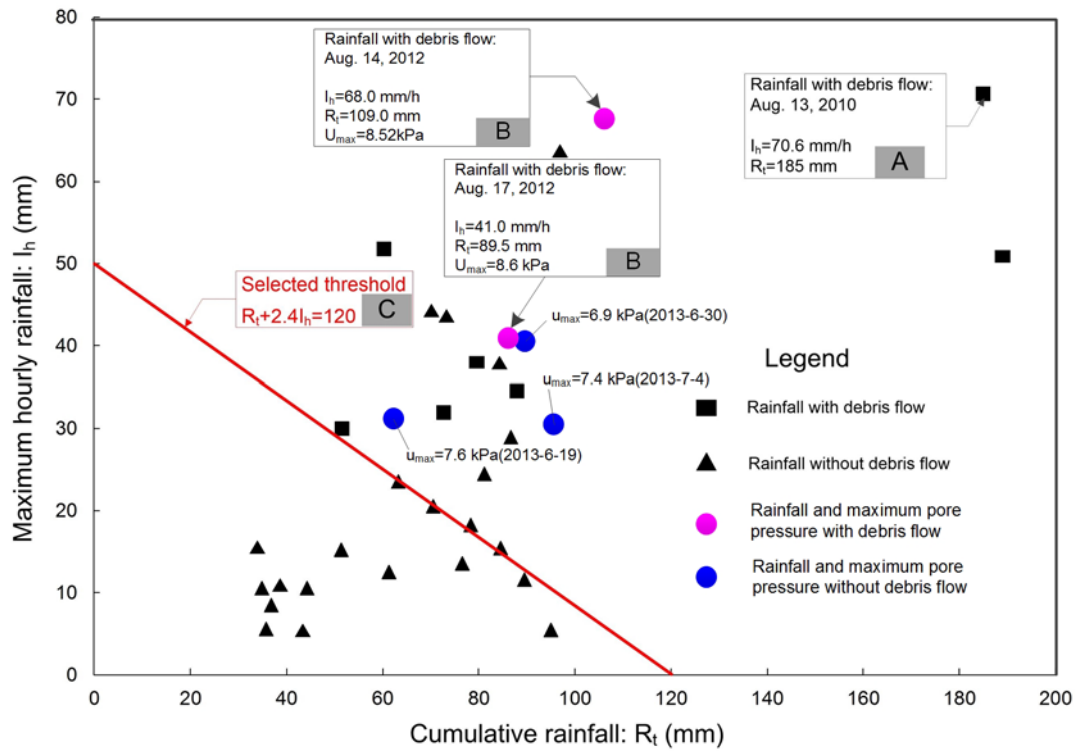 Maximum hourly rainfall: Ih (mm)
80
70
60
50
40
30
20
10
0
Rainfall with debris flow:
Aug. 14, 2012
Ih=68.0 mm/h
Rt=109.0 mm
Umax=8.52kPa
B
Rainfall with debris flow:
Aug. 13, 2010
Ih=70.6 mm/h
Rt=185 mm
A
Rainfall with debris flow:
Aug. 17, 2012
Ih=41.0 mm/h
Rt=89.5 mm
Umax=8.6 kPa
B
Selected threshold
Rt+2.4Ih=120
C
umax=6.9 kPa(2013-6-30)
umax=7.4 kPa(2013-7-4)
umax=7.6 kPa(2013-6-19)
Legend
Rainfall with debris flow
Rainfall without debris flow
Rainfall and maximum pore
pressure with debris flow
Rainfall and maximum pore
pressure without debris flow
0 20 40 60 80 100 120 140 160 180 200
Cumulative rainfall: Rt (mm)